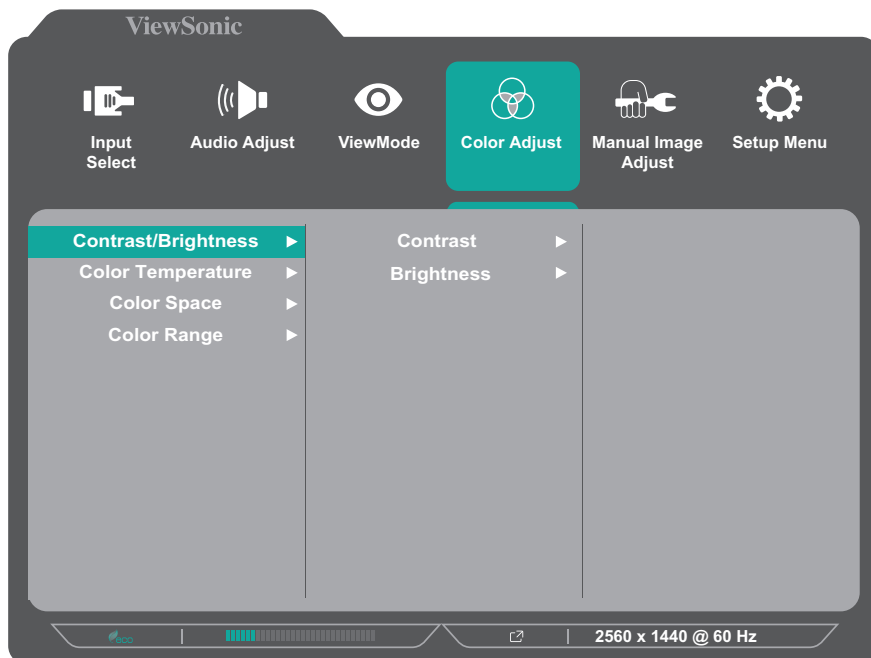 ViewSonic
Input Select
Audio Adjust
ViewMode
Color Adjust
Manual Image Adjust
Setup Menu
Contrast/Brightness
Contrast
Color Temperature
Brightness
Color Space
Color Range
eco
2560 x 1440 @ 60 Hz